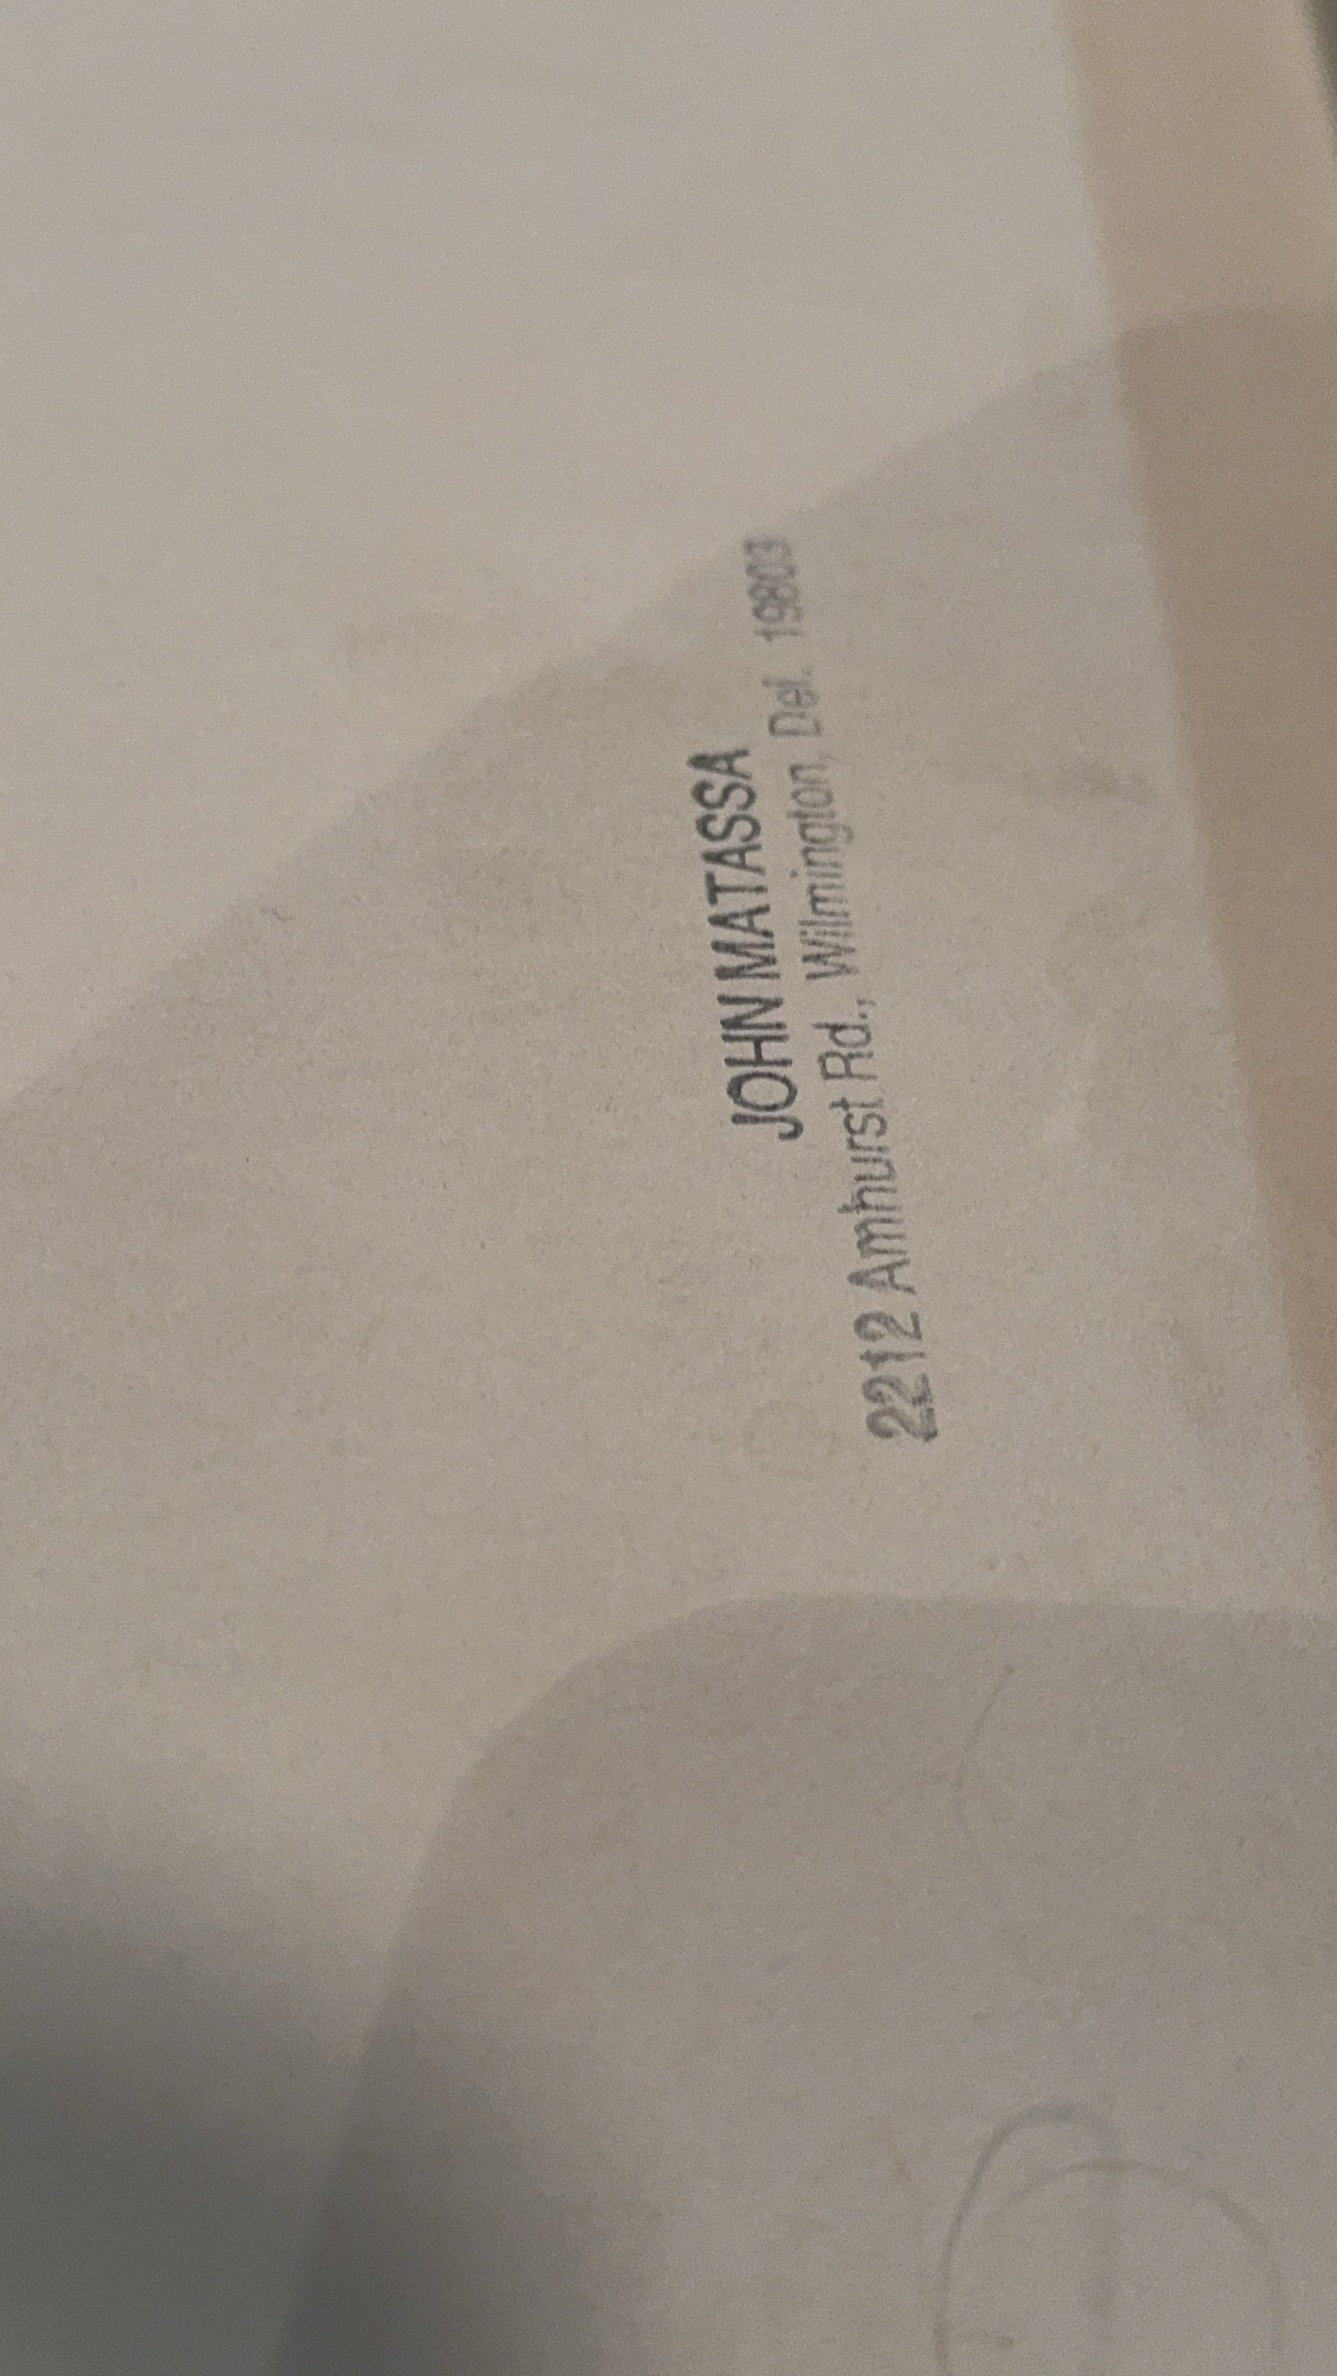 JOHN MATASSA
2212 Amhurst Rd., Wilmington, Del. 19803